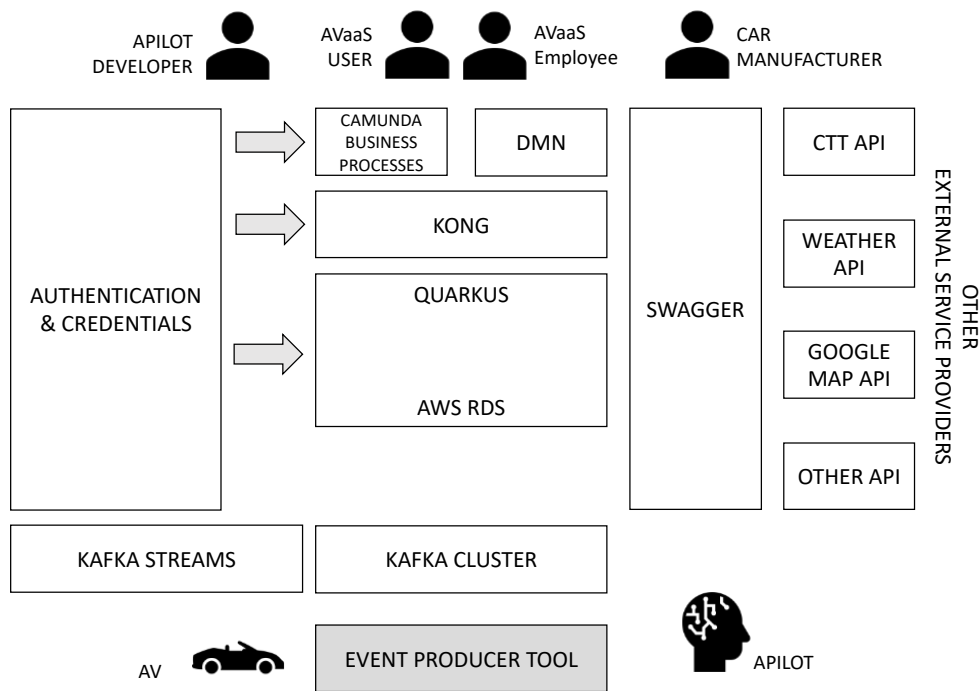 APILOT
DEVELOPER
AVaaS
USER
AVaaS
Employee
CAR
MANUFACTURER
AUTHENTICATION
& CREDENTIALS
CAMUNDA
BUSINESS
PROCESSES
DMN
KONG
QUARKUS
AWS RDS
SWAGGER
CTT API
WEATHER
API
GOOGLE
MAP API
OTHER API
OTHER
EXTERNAL SERVICE PROVIDERS
KAFKA STREAMS
KAFKA CLUSTER
AV
EVENT PRODUCER TOOL
APILOT